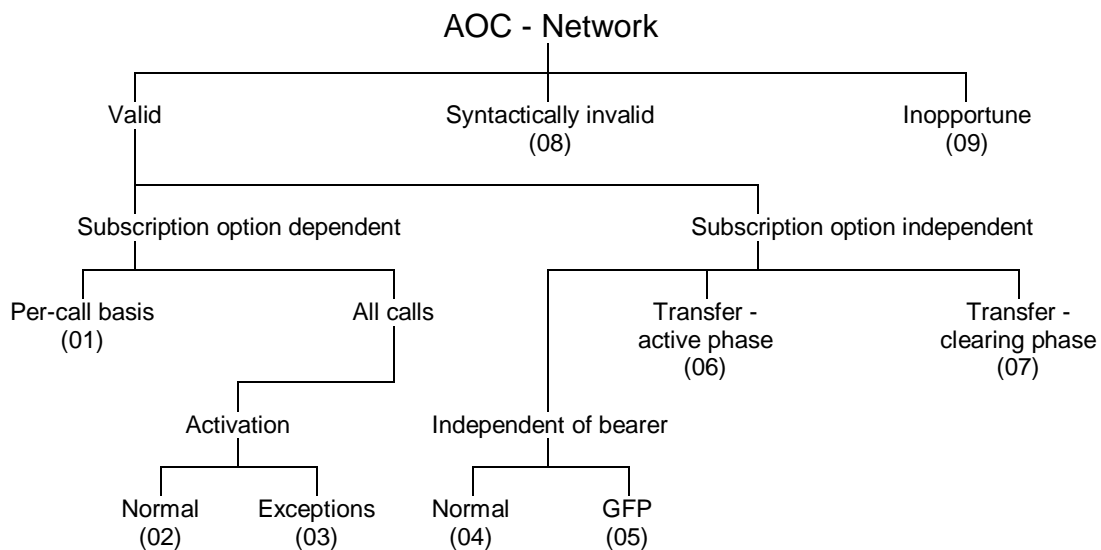 AOC - Network
Valid
Syntactically invalid
(08)
Inopportune
(09)
Subscription option dependent
Subscription option independent
Per-call basis
(01)
All calls
Transfer -
active phase
(06)
Transfer -
clearing phase
(07)
Activation
Independent of bearer
Normal
(02)
Exceptions
(03)
Normal
(04)
GFP
(05)